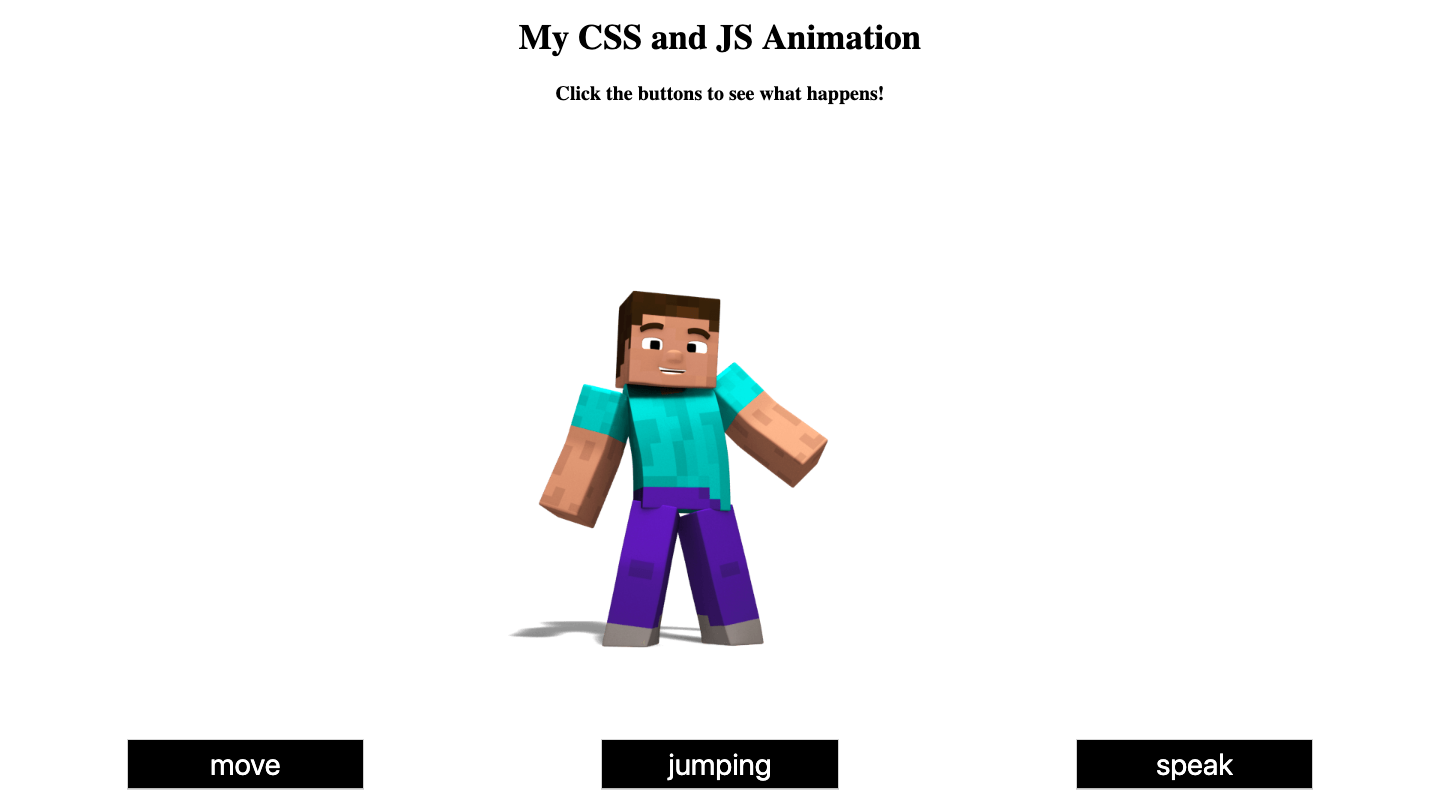 My CSS and JS Animation
Click the buttons to see what happens!
move
jumping
speak